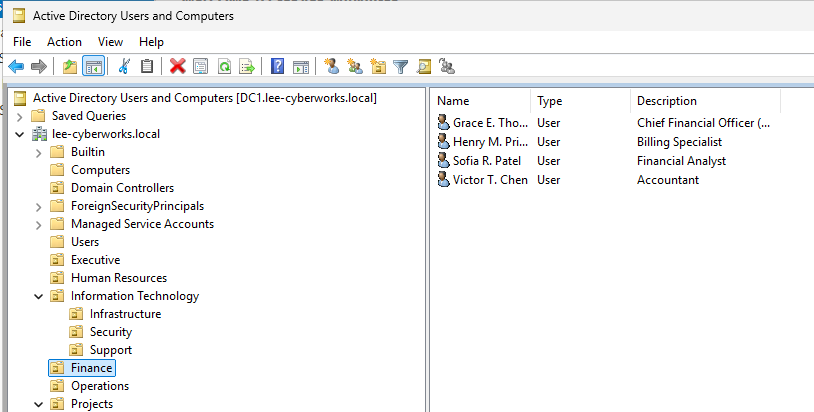 Active Directory Users and Computers
File Action View Help
Active Directory Users and Computers [DC1.lee-cyberworks.local]
Saved Queries
lee-cyberworks.local
Builtin
Computers
Domain Controllers
ForeignSecurityPrincipals
Managed Service Accounts
Users
Executive
Human Resources
Information Technology
Infrastructure
Security
Support
Finance
Operations
Projects
Name Type Description
Grace E. Tho... User Chief Financial Officer (...
Henry M. Pri... User Billing Specialist
Sofia R. Patel User Financial Analyst
Victor T. Chen User Accountant